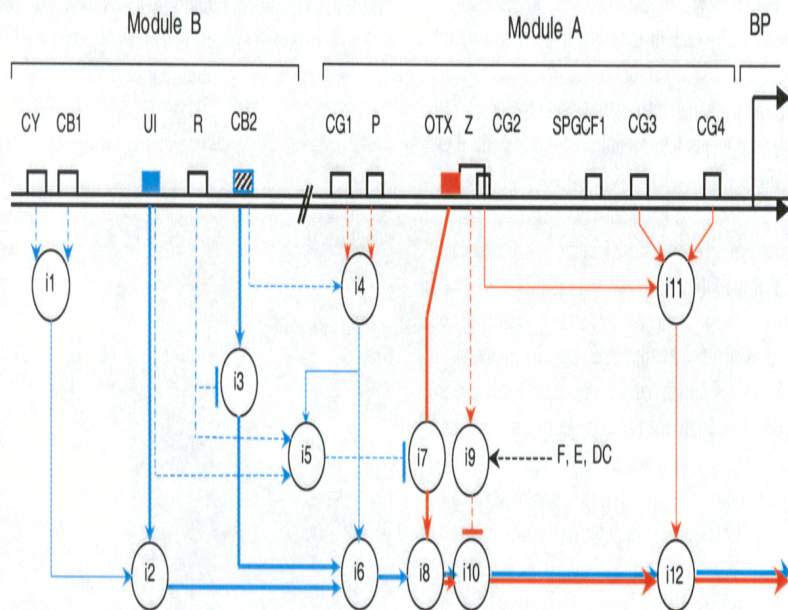 Module B Module A BP
CY CB1 UI R CB2 CG1 P OTX Z CG2 SPGCF1 CG3 CG4
i1 i4 i11
i3
i5 i7 i9 F, E, DC
i2 i6 i8 i10 i12